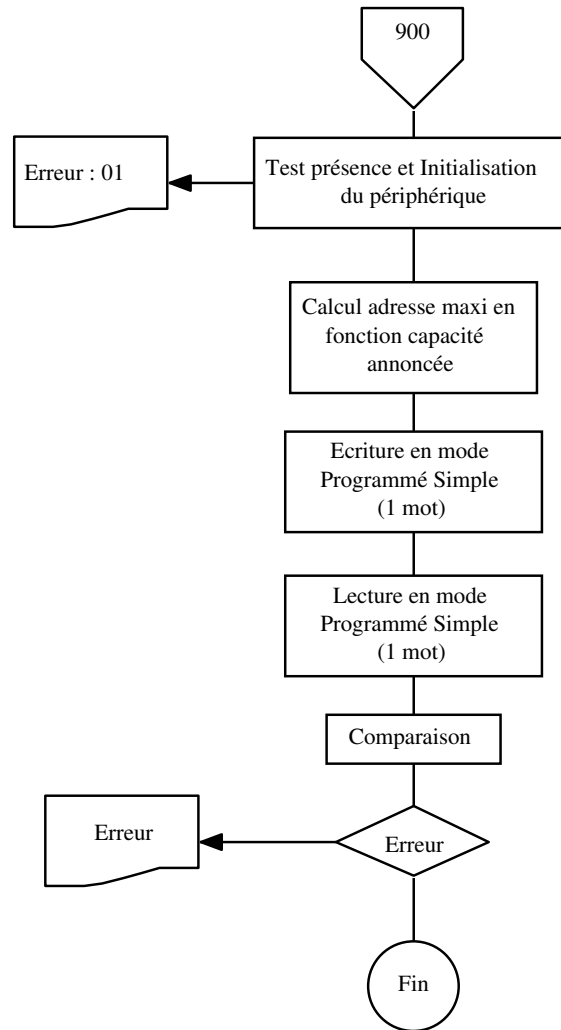 900
Erreur : 01
Test présence et Initialisation
du périphérique
Calcul adresse maxi en
fonction capacité
annoncée
Ecriture en mode
Programmé Simple
(1 mot)
Lecture en mode
Programmé Simple
(1 mot)
Comparaison
Erreur
Erreur
Fin